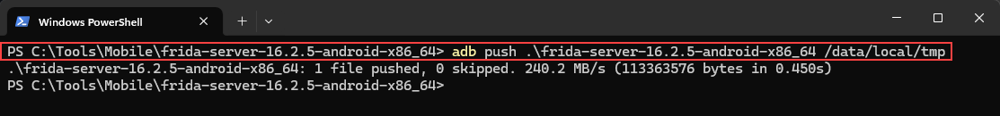 Windows PowerShell
PS C:\Tools\Mobile\frida-server-16.2.5-android-x86_64> adb push .\frida-server-16.2.5-android-x86_64 /data/local/tmp
.\frida-server-16.2.5-android-x86_64: 1 file pushed, 0 skipped. 240.2 MB/s (113363576 bytes in 0.450s)
PS C:\Tools\Mobile\frida-server-16.2.5-android-x86_64>